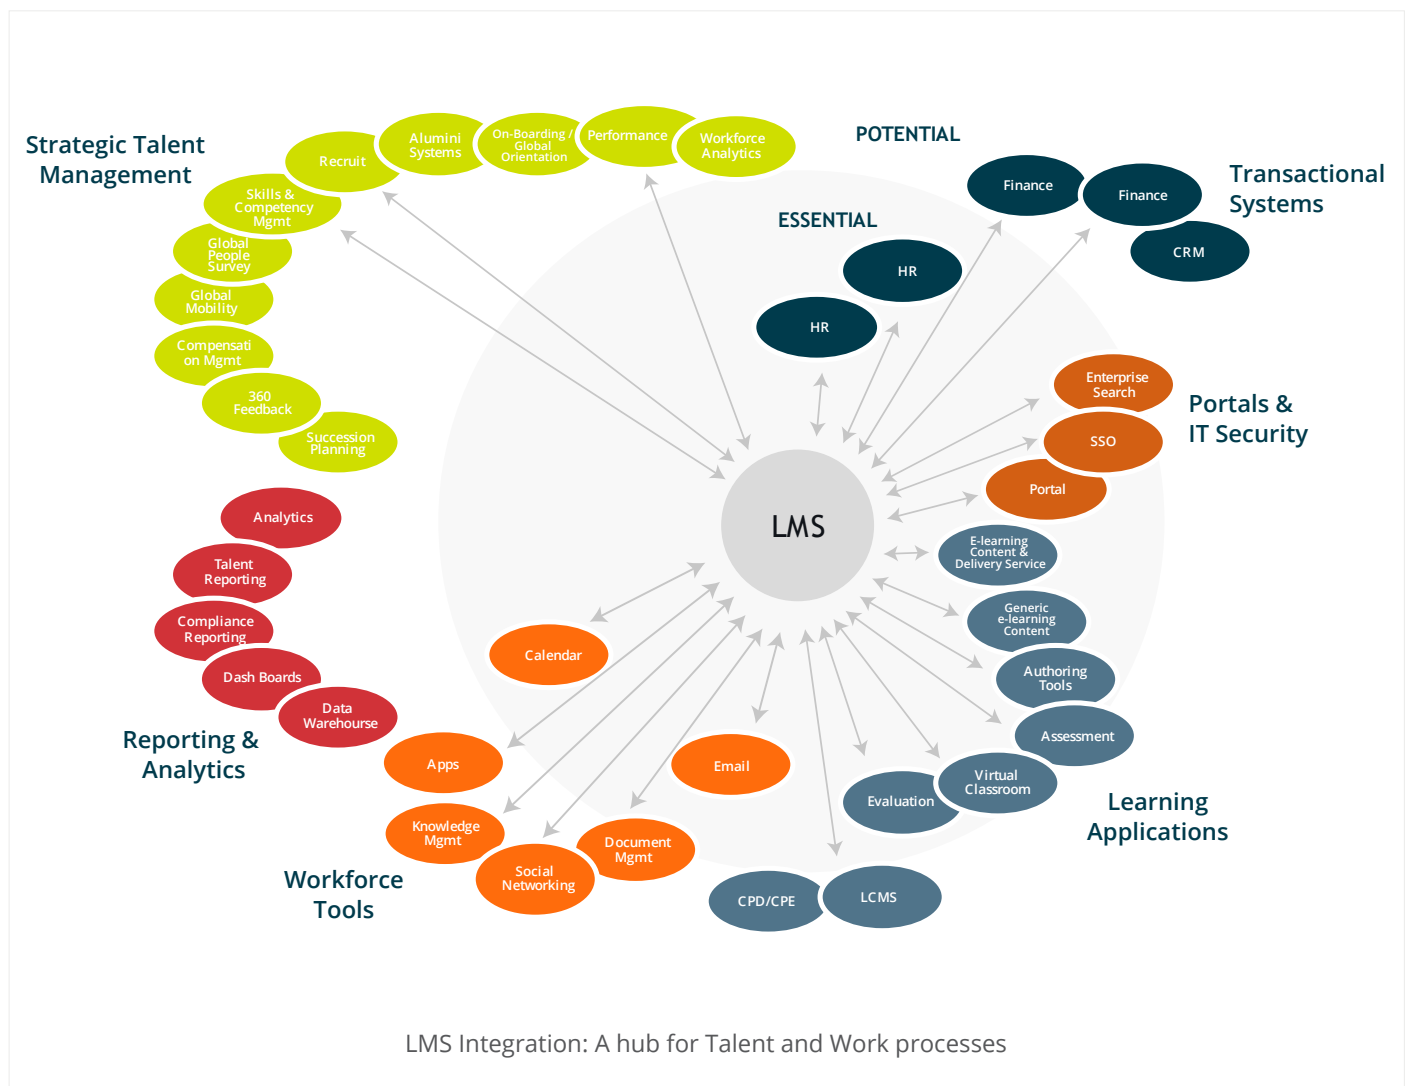 Strategic Talent
Management
Recruit
Alumini
Systems
On-Boarding /
Global
Orientation
Performance
Workforce
Analytics
Skills &
Competency
Mgmt
Global
People
Survey
Global
Mobility
Compensati
on Mgmt
360
Feedback
Succession
Planning
POTENTIAL
ESSENTIAL
Finance
Finance
CRM
Transactional
Systems
HR
HR
Enterprise
Search
SSO
Portal
Portals &
IT Security
LMS
E-learning
Content &
Delivery Service
Generic
e-learning
Content
Authoring
Tools
Assessment
Virtual
Classroom
Evaluation
LCMS
CPD/CPE
Learning
Applications
Analytics
Talent
Reporting
Compliance
Reporting
Dash Boards
Data
Warehourse
Reporting &
Analytics
Calendar
Apps
Email
Knowledge
Mgmt
Social
Networking
Document
Mgmt
Workforce
Tools
LMS Integration: A hub for Talent and Work processes